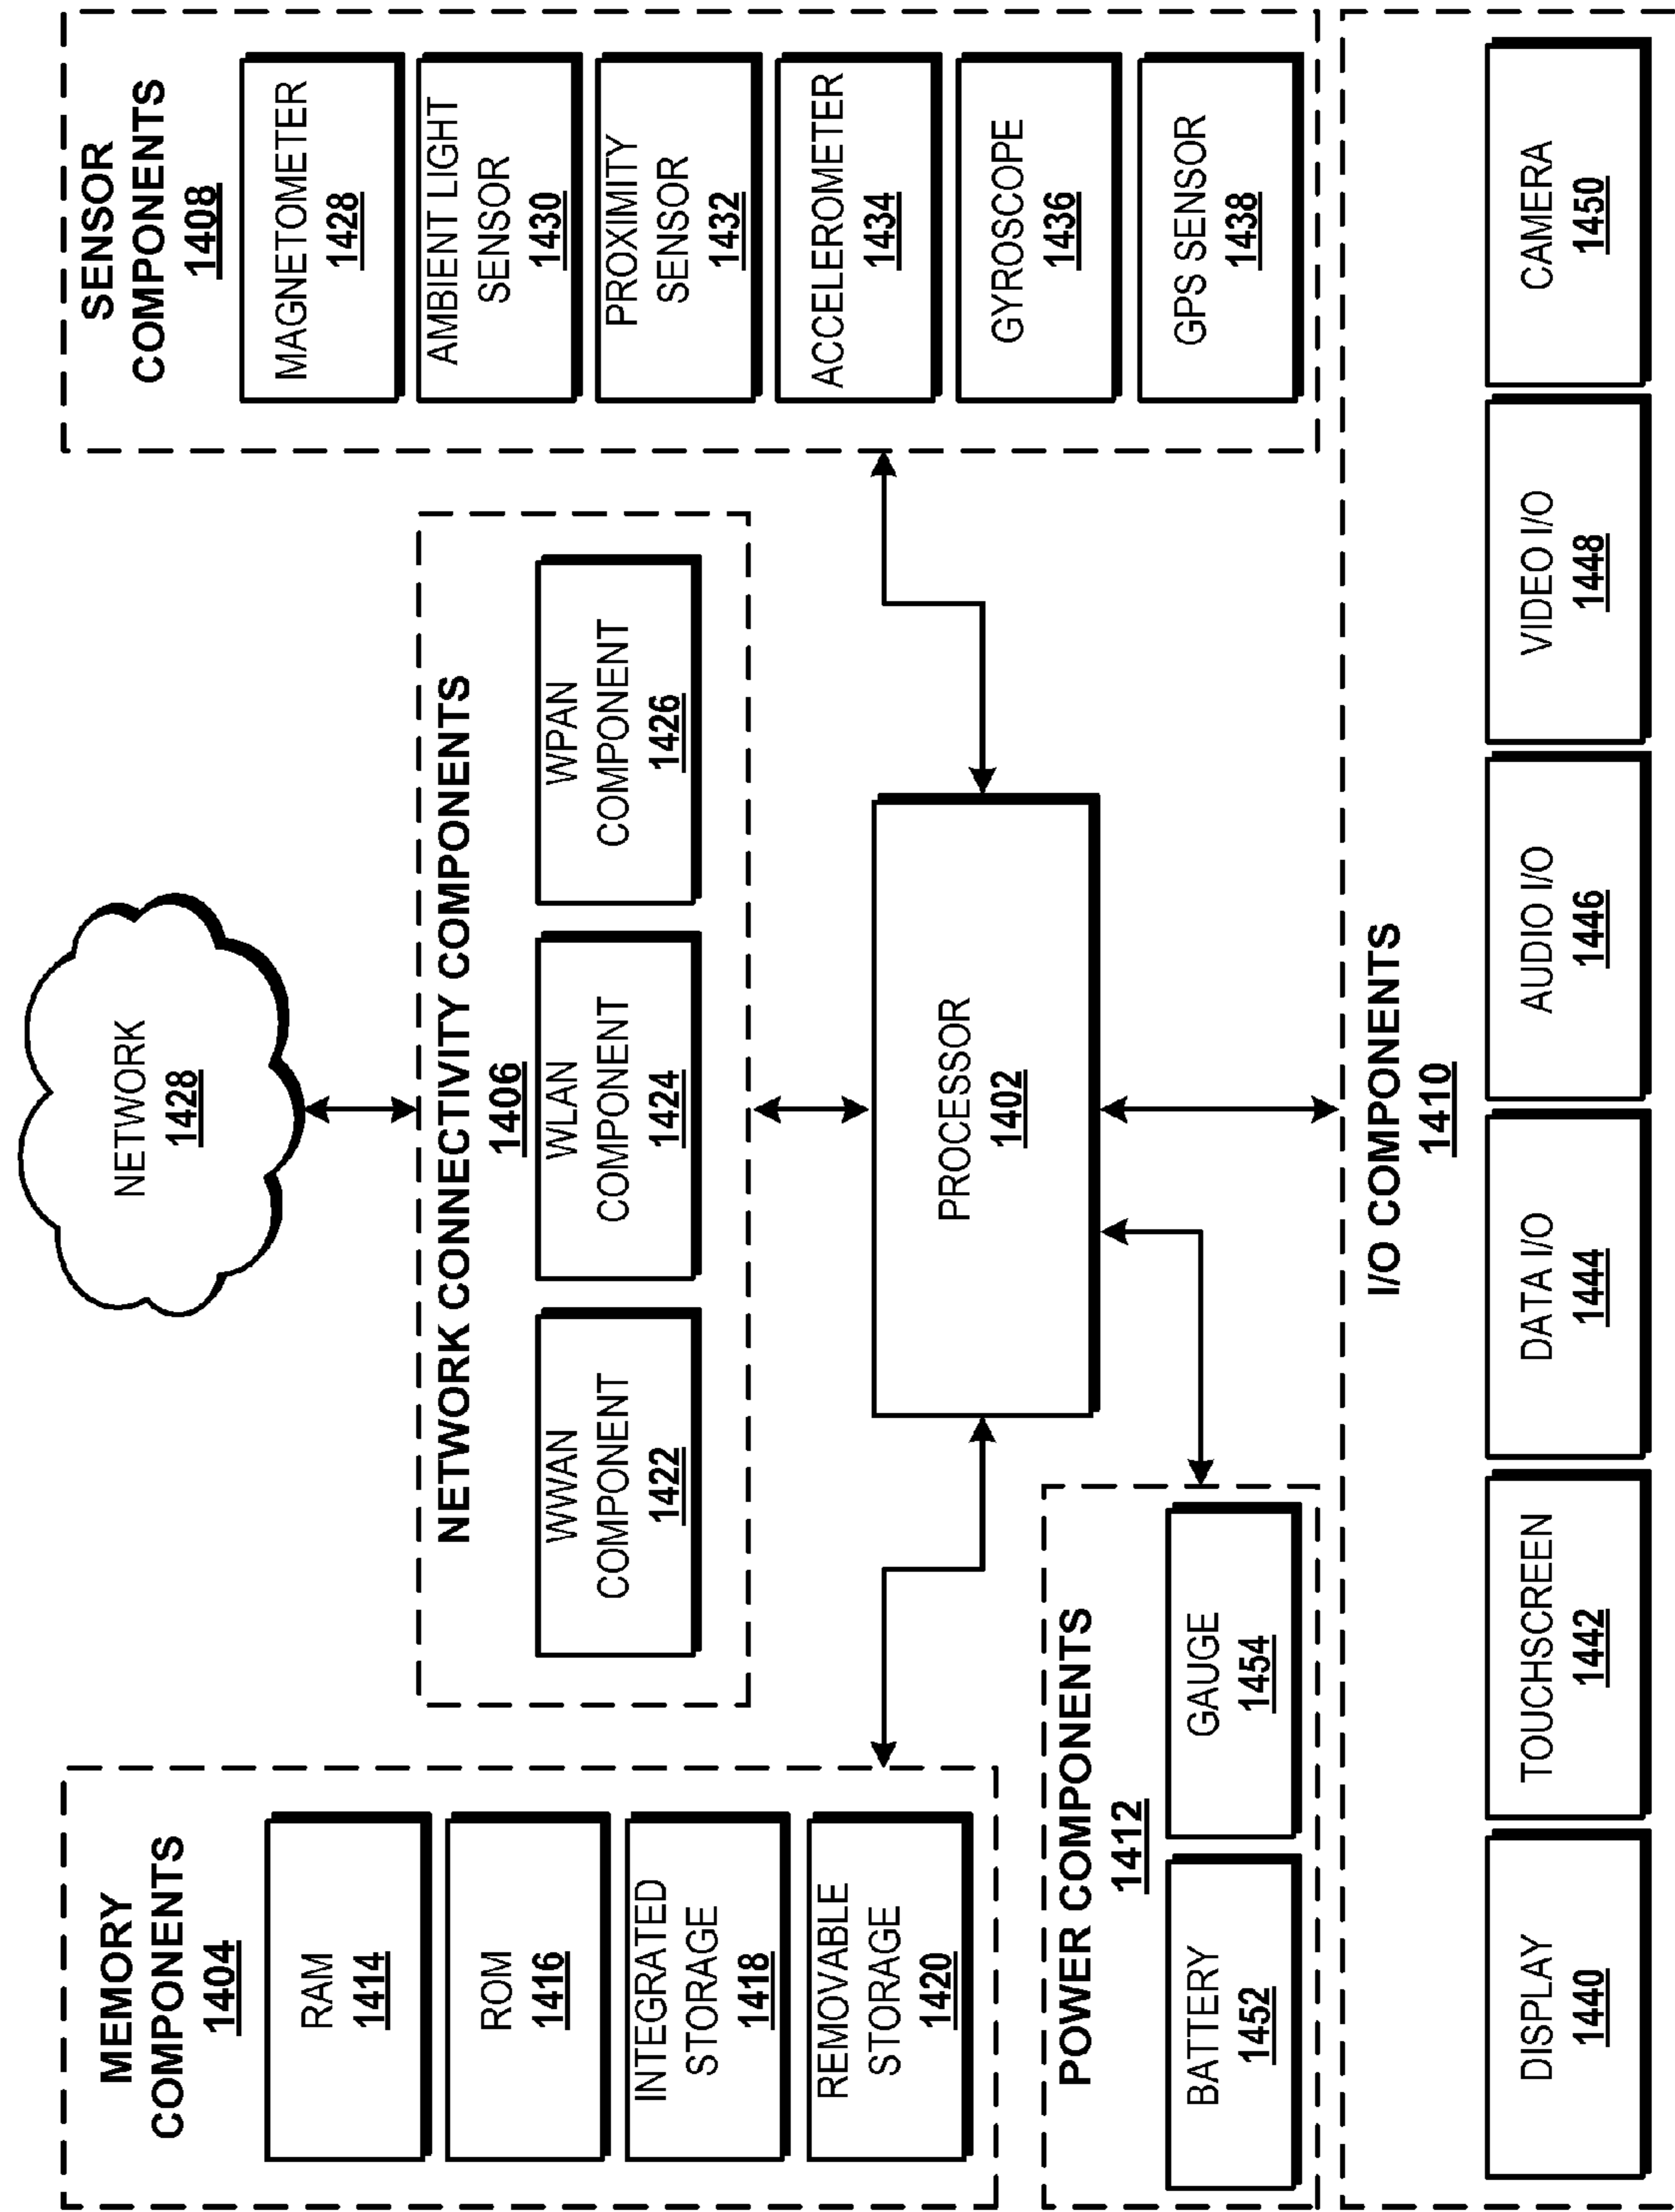 NETWORK
1428
MEMORY
COMPONENTS
1404
RAM
1414
ROM
1416
INTEGRATED
STORAGE
1418
REMOVABLE
STORAGE
1420
NETWORK CONNECTIVITY COMPONENTS
1406
WWAN
COMPONENT
1422
WLAN
COMPONENT
1424
WPAN
COMPONENT
1426
SENSOR
COMPONENTS
1408
MAGNETOMETER
1428
AMBIENT LIGHT
SENSOR
1430
PROXIMITY
SENSOR
1432
ACCELEROMETER
1434
GYROSCOPE
1436
GPS SENSOR
1438
PROCESSOR
1402
POWER COMPONENTS
1412
BATTERY
1452
GAUGE
1454
I/O COMPONENTS
1410
DISPLAY
1440
TOUCHSCREEN
1442
DATA I/O
1444
AUDIO I/O
1446
VIDEO I/O
1448
CAMERA
1450